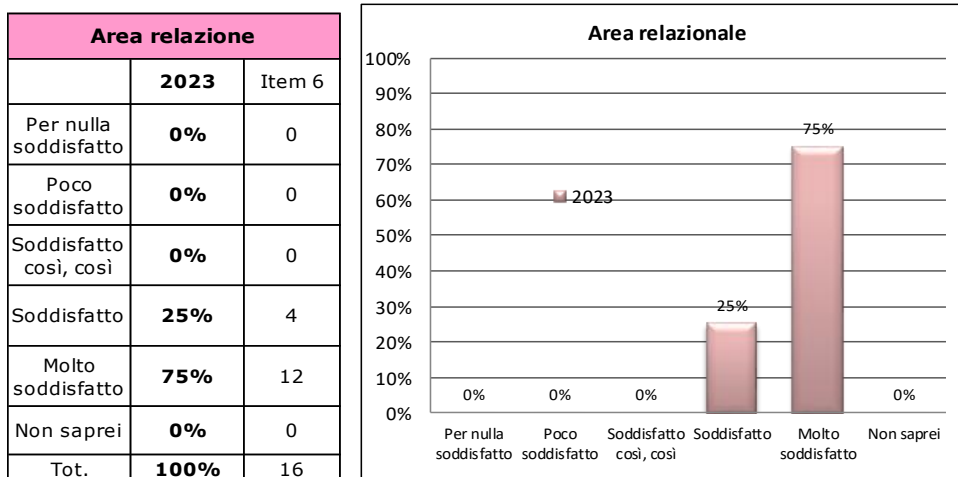 Area relazione
2023 Item 6
Per nulla
soddisfatto 0% 0
Poco
soddisfatto 0% 0
Soddisfatto
così, così 0% 0
Soddisfatto 25% 4
Molto
soddisfatto 75% 12
Non saprei 0% 0
Tot. 100% 16
Area relazionale
100%
90%
80%
70%
60%
50%
40%
30%
20%
10%
0%
2023
0% 0% 0% 25% 75% 0%
Per nulla
soddisfatto
Poco
soddisfatto
Soddisfatto
così, così
Soddisfatto
Molto
soddisfatto
Non saprei